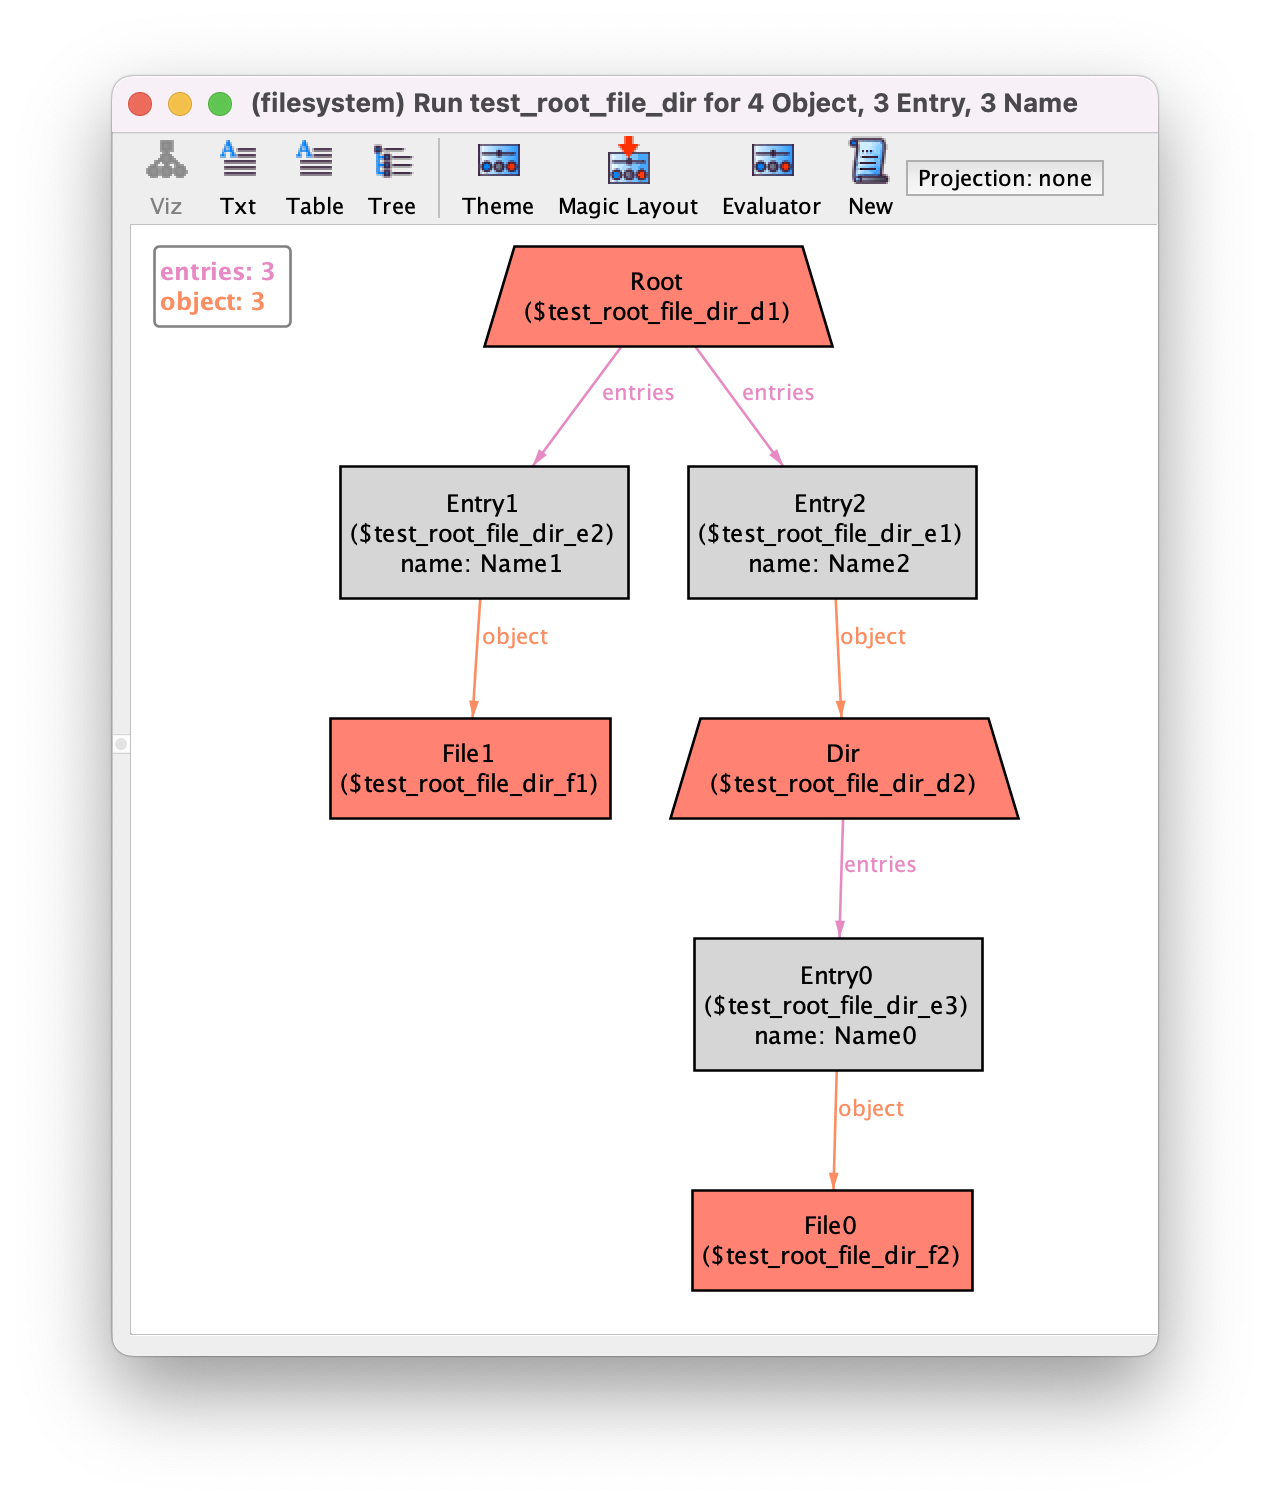 (filesystem) Run test_root_file_dir for 4 Object, 3 Entry, 3 Name
Viz
Txt
Table
Tree
Theme
Magic Layout
Evaluator
New
Projection: none
entries: 3
object: 3
Root
($test_root_file_dir_d1)
entries
entries
Entry1
($test_root_file_dir_e2)
name: Name1
Entry2
($test_root_file_dir_e1)
name: Name2
object
object
File1
($test_root_file_dir_f1)
Dir
($test_root_file_dir_d2)
entries
Entry0
($test_root_file_dir_e3)
name: Name0
object
File0
($test_root_file_dir_f2)